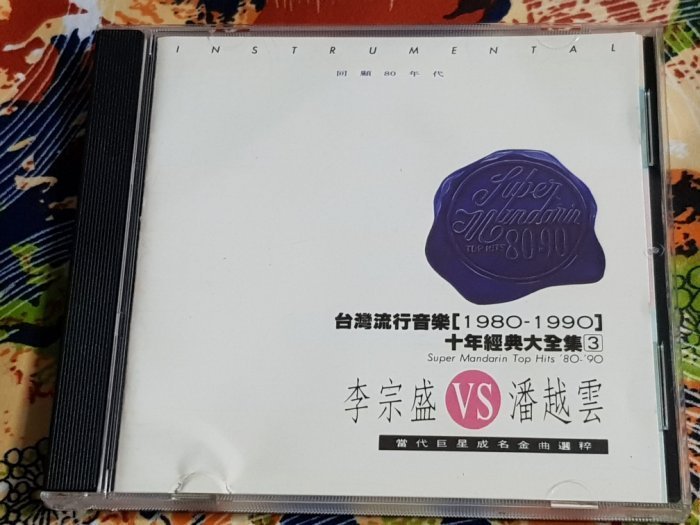 INSTRUMENTAL
回顧80年代
Super
Mandarin
TOP HITS 80-90
台灣流行音樂[1980-1990]
十年經典大全集3
Super Mandarin Top Hits '80-'90
李宗盛 VS 潘越雲
當代巨星成名金曲選粹